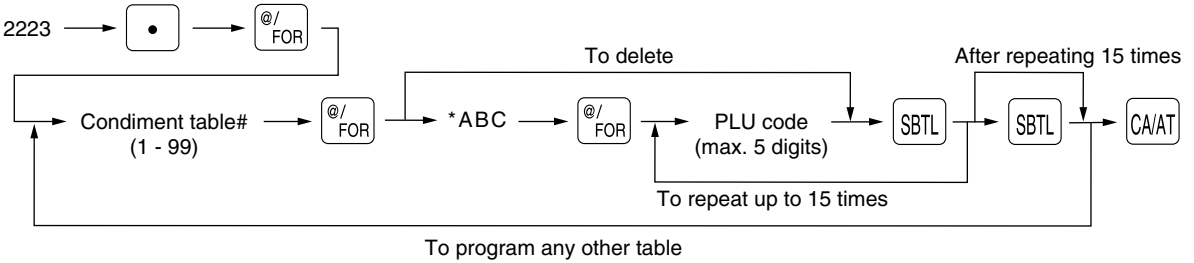 2223
•
@/
FOR
To delete
After repeating 15 times
Condiment table#
(1 - 99)
@/
FOR
*ABC
@/
FOR
PLU code
(max. 5 digits)
SBTL
SBTL
CA/AT
To repeat up to 15 times
To program any other table